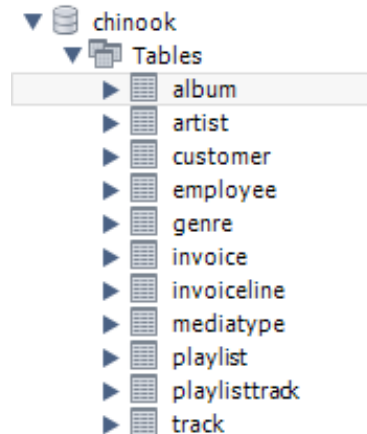 chinook
Tables
album
artist
customer
employee
genre
invoice
invoiceline
mediatype
playlist
playlisttrack
track